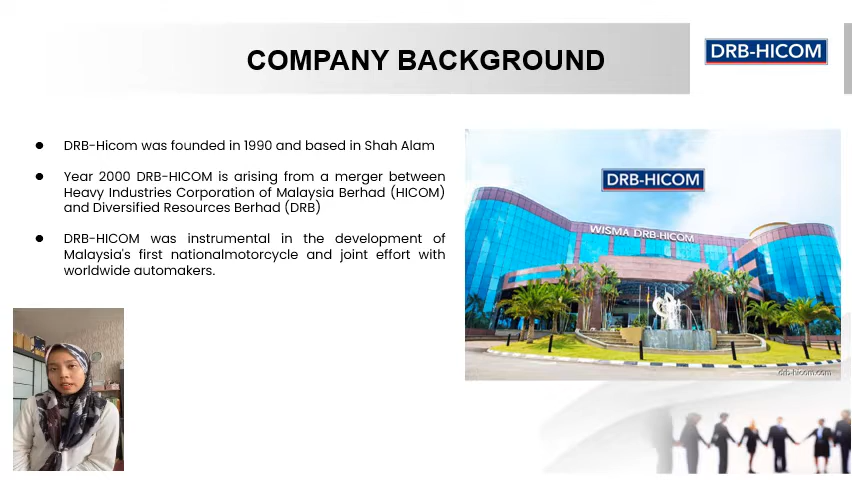 COMPANY BACKGROUND
DRB-HICOM
DRB-Hicom was founded in 1990 and based in Shah Alam
Year 2000 DRB-HICOM is arising from a merger between
Heavy Industries Corporation of Malaysia Berhad (HICOM)
and Diversified Resources Berhad (DRB)
DRB-HICOM was instrumental in the development of
Malaysia's first nationalmotorcycle and joint effort with
worldwide automakers.
DRB-HICOM
WISMA DRB-HICOM
drb-hicom.com